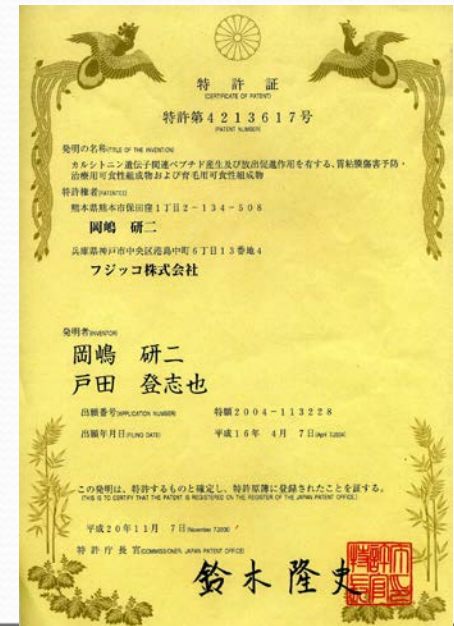 特許証
(CERTIFICATE OF PATENT)
特許第4213617号
(PATENT NUMBER)
発明の名称(TITLE OF THE INVENTION)
カルシトニン遺伝子関連ペプチド産生及び放出促進作用を有する、胃粘膜傷害予防・
治療用可食性組成物および育毛用可食性組成物
特許権者(PATENTEE)
熊本県熊本市保田窪1丁目2-134-508
岡嶋 研二
兵庫県神戸市中央区港島中町6丁目13番地4
フジッコ株式会社
発明者(INVENTOR)
岡嶋 研二
戸田 登志也
出願番号(APPLICATION NUMBER) 特願2004-113228
出願年月日(FILING DATE) 平成16年 4月 7日(April 7,2004)
この発明は、特許するものと確定し、特許原簿に登録されたことを証する。
(THIS IS TO CERTIFY THAT THE PATENT IS REGISTERED ON THE REGISTER OF THE JAPAN PATENT OFFICE.)
平成20年11月 7日(November 7,2008)
特許庁長官(COMMISSIONER, JAPAN PATENT OFFICE)
鈴木隆史